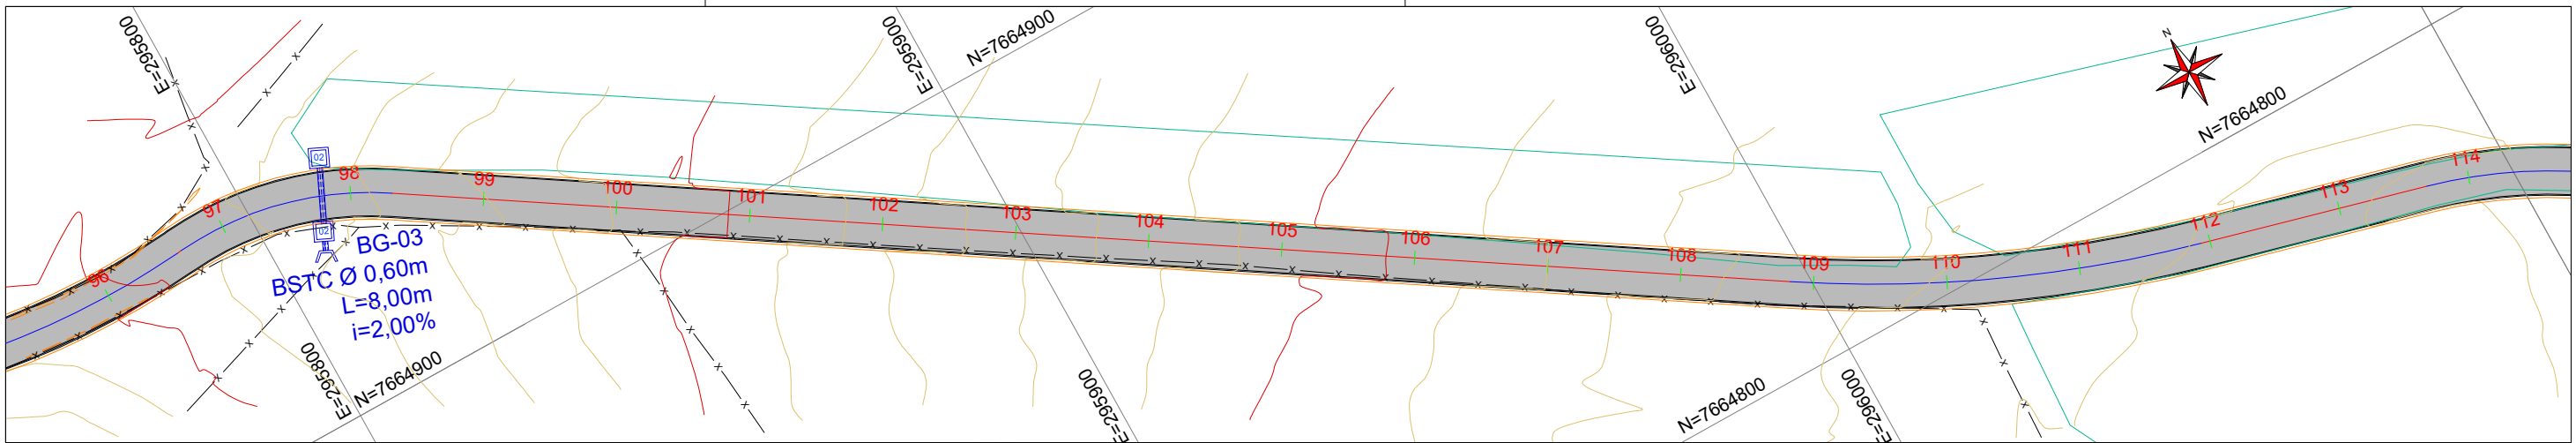 E=295800
E=295900
N=7664900
E=296000
N
N=7664800
02
98
99
100
101
102
103
104
105
106
107
108
109
110
111
112
113
114
97
96
02
BG-03
BSTC Ø 0,60m
L=8,00m
i=2,00%
E=295800
N=7664900
E=295900
N=7664800
E=296000